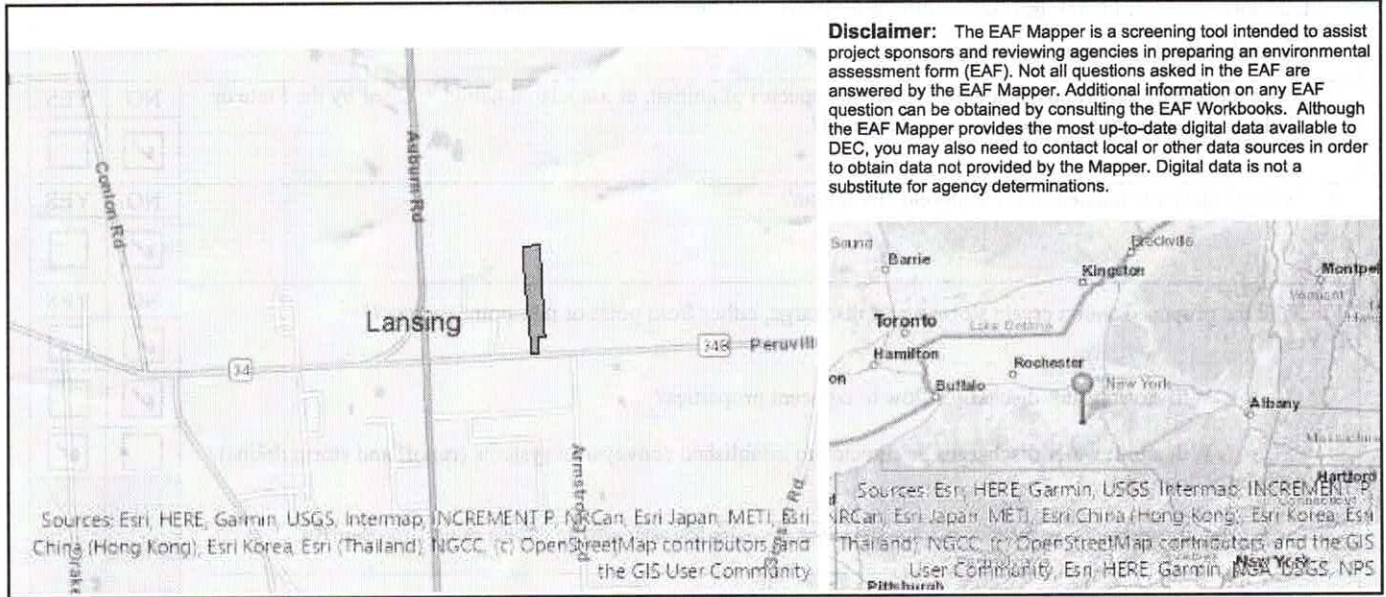 Disclaimer: The EAF Mapper is a screening tool intended to assist
project sponsors and reviewing agencies in preparing an environmental
assessment form (EAF). Not all questions asked in the EAF are
answered by the EAF Mapper. Additional information on any EAF
question can be obtained by consulting the EAF Workbooks. Although
the EAF Mapper provides the most up-to-date digital data available to
DEC, you may also need to contact local or other data sources in order
to obtain data not provided by the Mapper. Digital data is not a
substitute for agency determinations.
Conlon Rd
Auburn Rd
Lansing
34
34B
Peruvill
Armstrong
Rd
Sources: Esri, HERE, Garmin, USGS, Intermap, INCREMENT P, NRCan, Esri Japan, METI, Esri
China (Hong Kong), Esri Korea, Esri (Thailand), NGCC, (c) OpenStreetMap contributors, and
the GIS User Community
Sound
Barrie
Brockville
Kingston
Montpel
Vermont
Toronto
Lake Ontario
Hamilton
on
Rochester
Buffalo
New York
Albany
Massachu
Hartford
Sources: Esri, HERE, Garmin, USGS, Intermap, INCREMENT P,
NRCan, Esri Japan, METI, Esri China (Hong Kong), Esri Korea, Esri
(Thailand), NGCC, (c) OpenStreetMap contributors, and the GIS
User Community, Esri, HERE, Garmin, NGA, USGS, NPS
New York
Pittsburgh